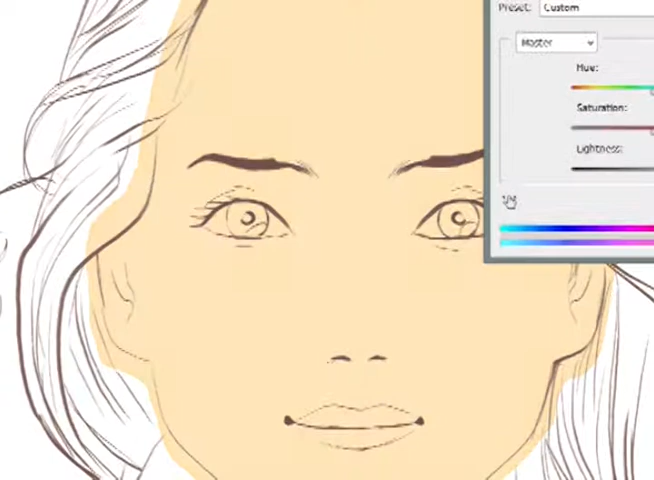 Preset: Custom
Master
Hue:
Saturation:
Lightness: